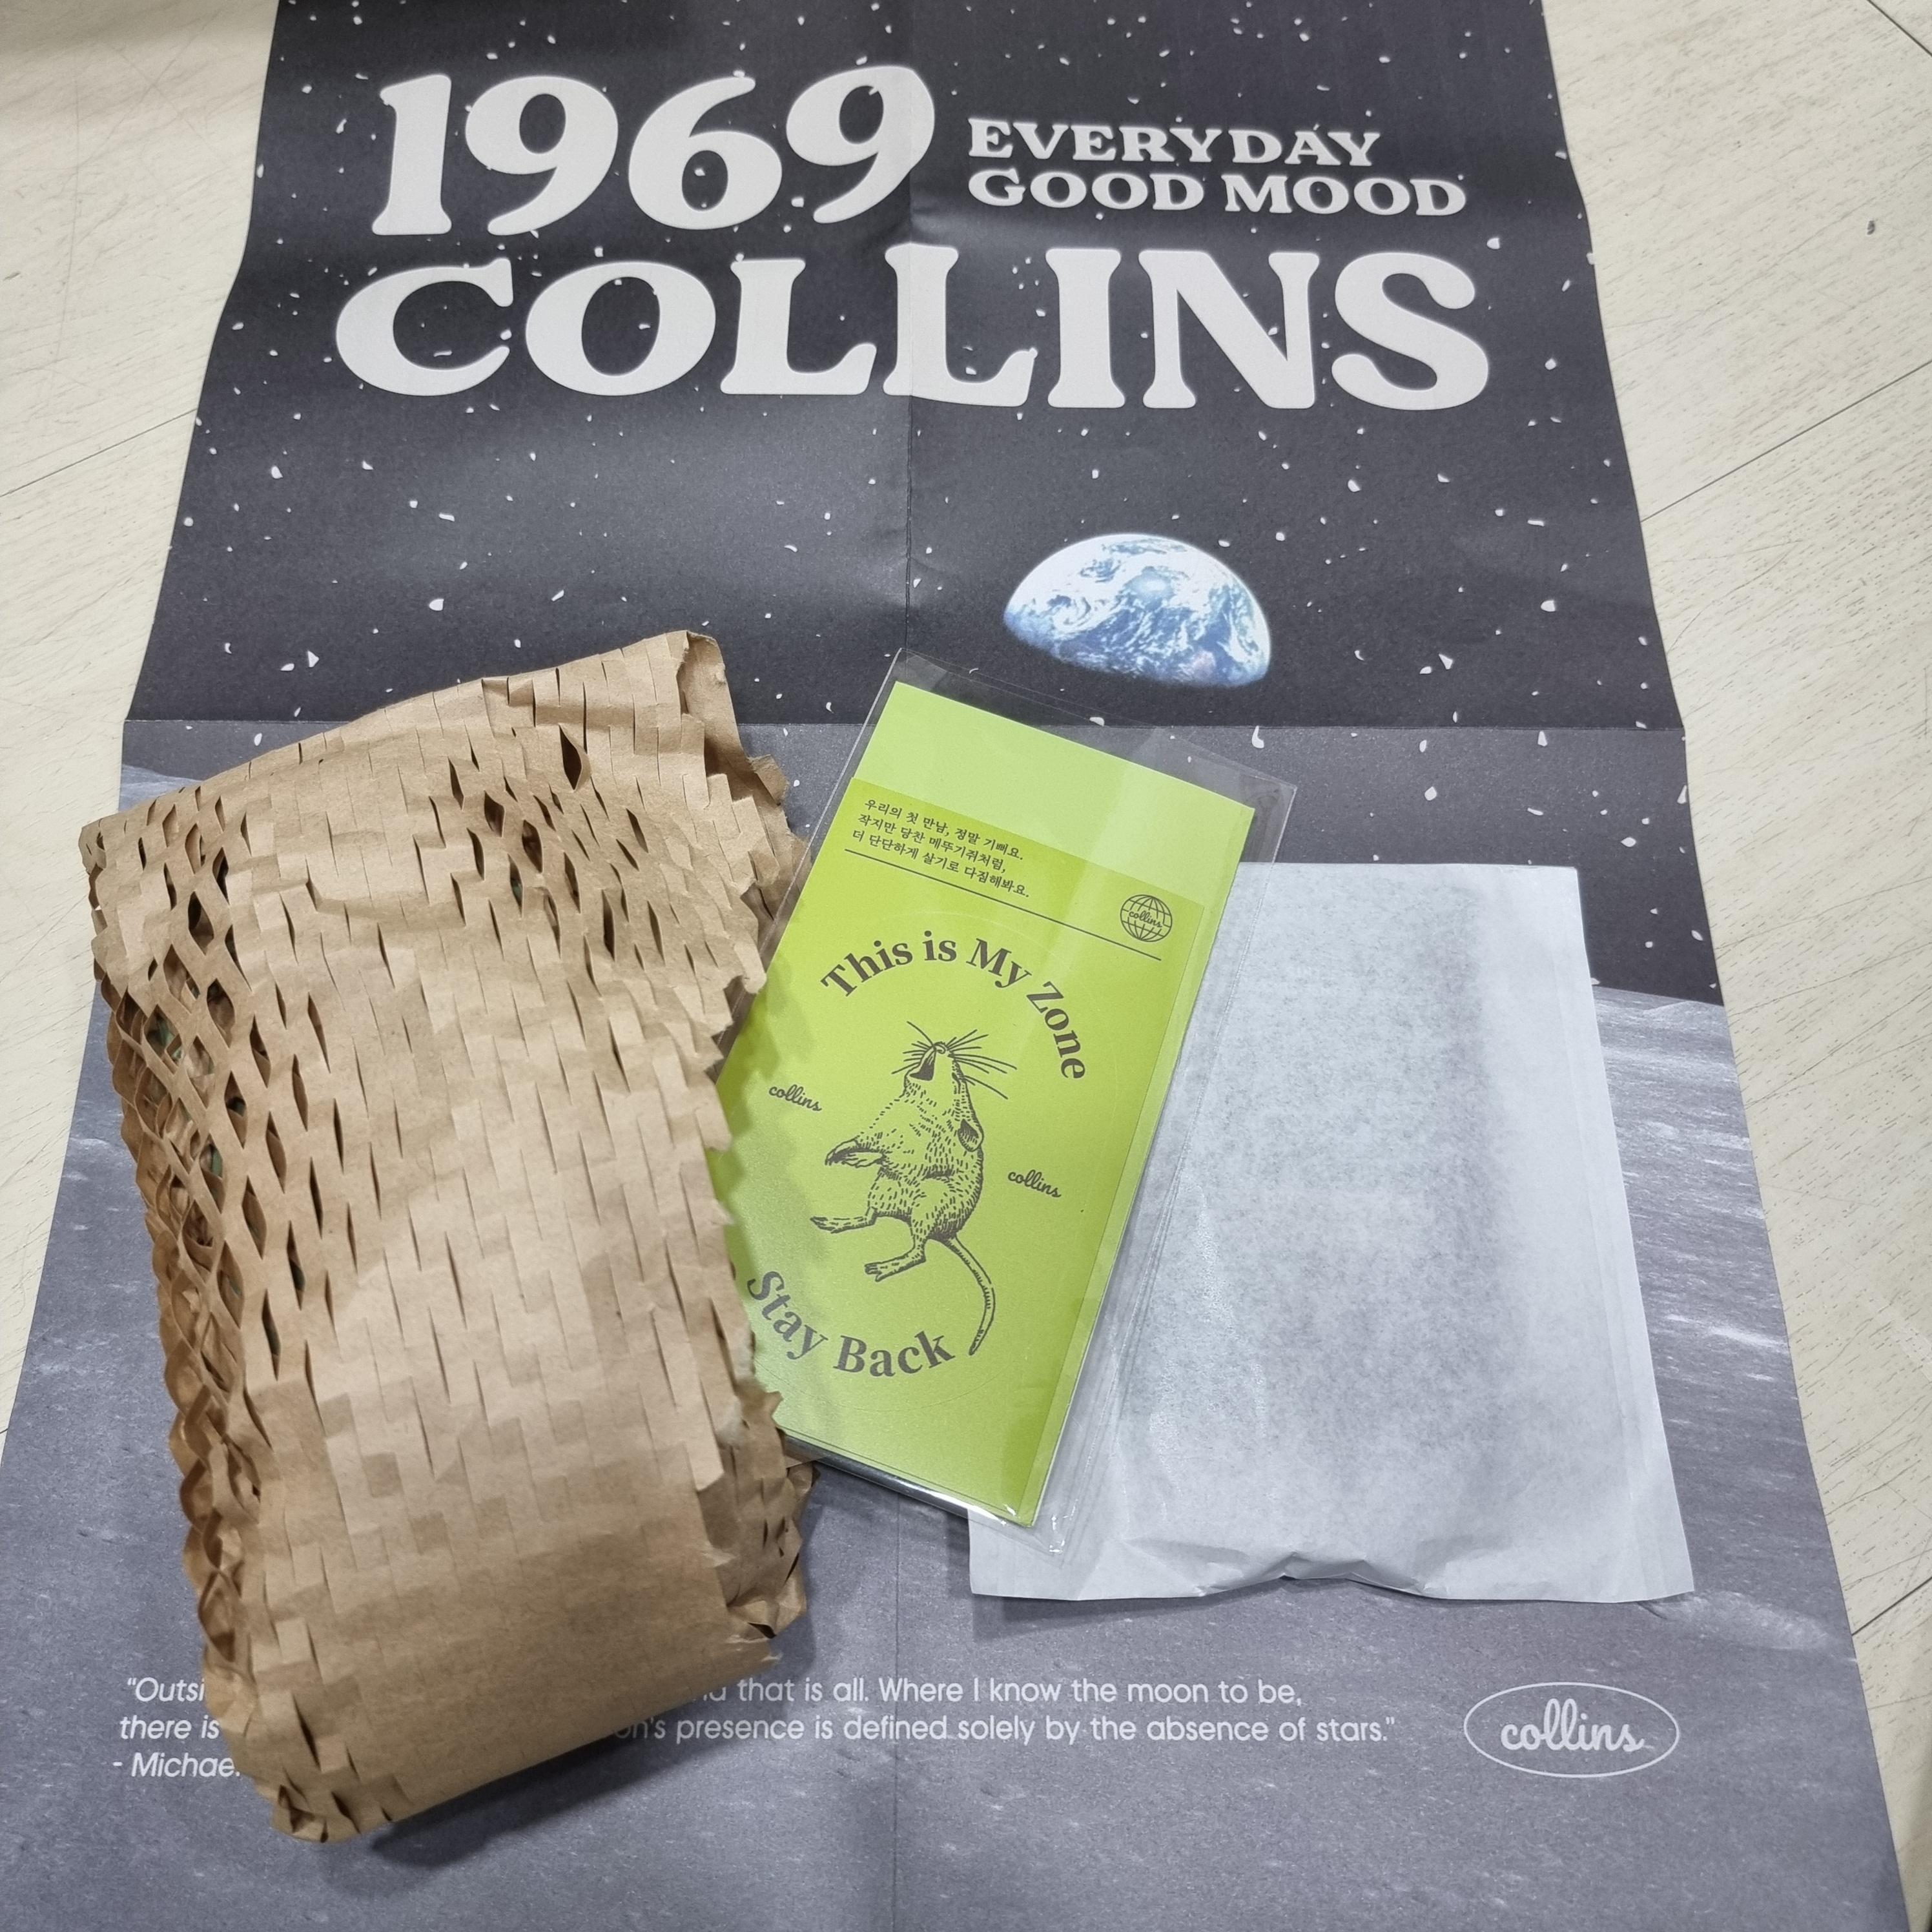 1969
EVERYDAY
GOOD MOOD
COLLINS
우리의 첫 만남, 정말 기뻐요.
작지만 당찬 메뚜기쥐처럼,
더 단단하게 살기로 다짐해봐요.
collins
This is My Zone
collins
collins
Stay Back
that is all. Where I know the moon to be,
there is presence is defined solely by the absence of stars."
-
collins